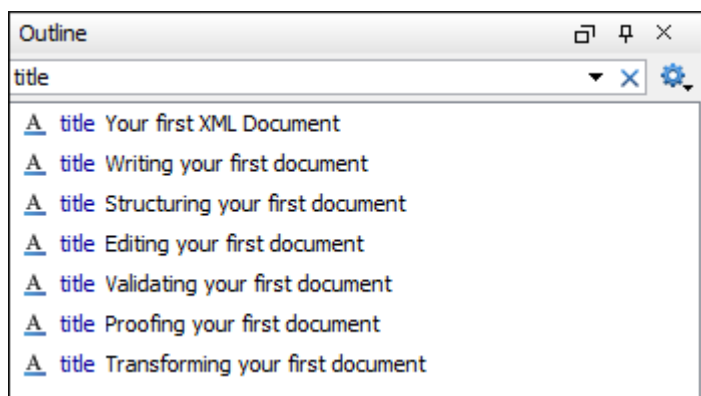 Outline
title
A title Your first XML Document
A title Writing your first document
A title Structuring your first document
A title Editing your first document
A title Validating your first document
A title Proofing your first document
A title Transforming your first document